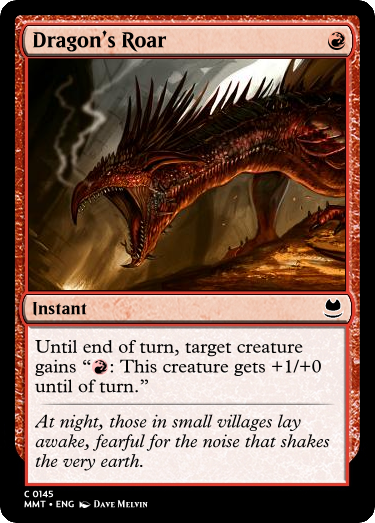 Dragon's Roar
Instant
Until end of turn, target creature
gains “: This creature gets +1/+0
until of turn.”
At night, those in small villages lay
awake, fearful for the noise that shakes
the very earth.
C 0145
MMT • ENG Dave Melvin